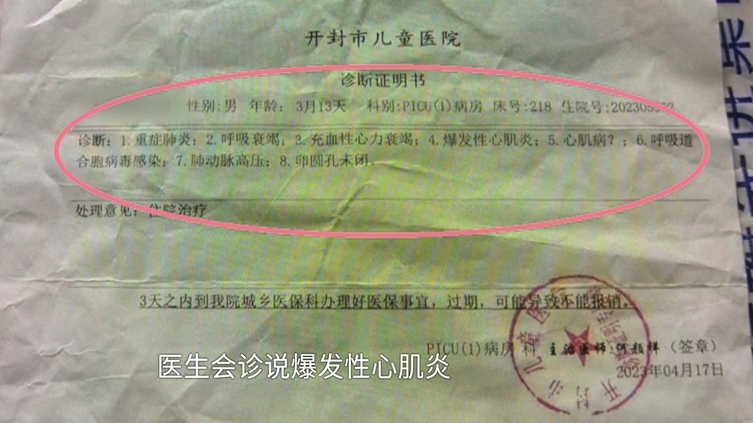 开封市儿童医院
诊断证明书
性别:男 年龄: 3月13天 科别:PICU(1)病房 床号:218 住院号:202305
诊断: 1.重症肺炎; 2.呼吸衰竭; 3.充血性心力衰竭; 4.爆发性心肌炎; 5.心肌病?; 6.呼吸道
合胞病毒感染; 7.肺动脉高压; 8.卵圆孔未闭,
处理意见: 住院治疗
3天之内到我院城乡医保科办理好医保事宜,过期,可能导致不能报销。
PICU(1)病房 科 主治医师: (签章)
2023年04月17日
医生会诊说爆发性心肌炎